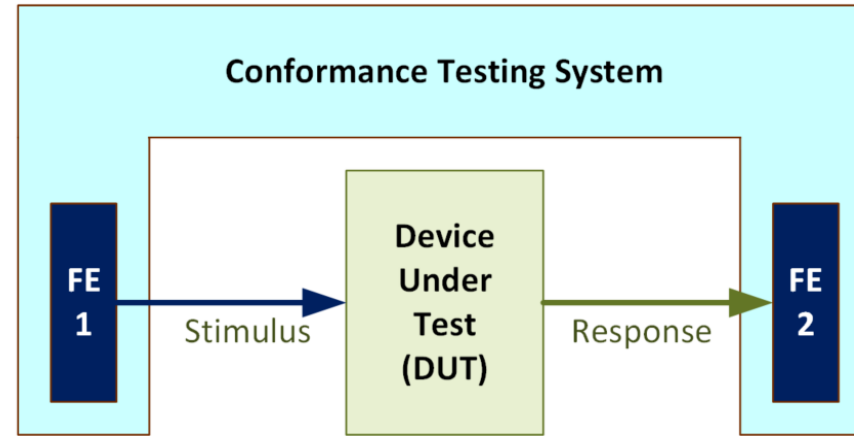 Conformance Testing System
FE
1
Stimulus
Device
Under
Test
(DUT)
Response
FE
2